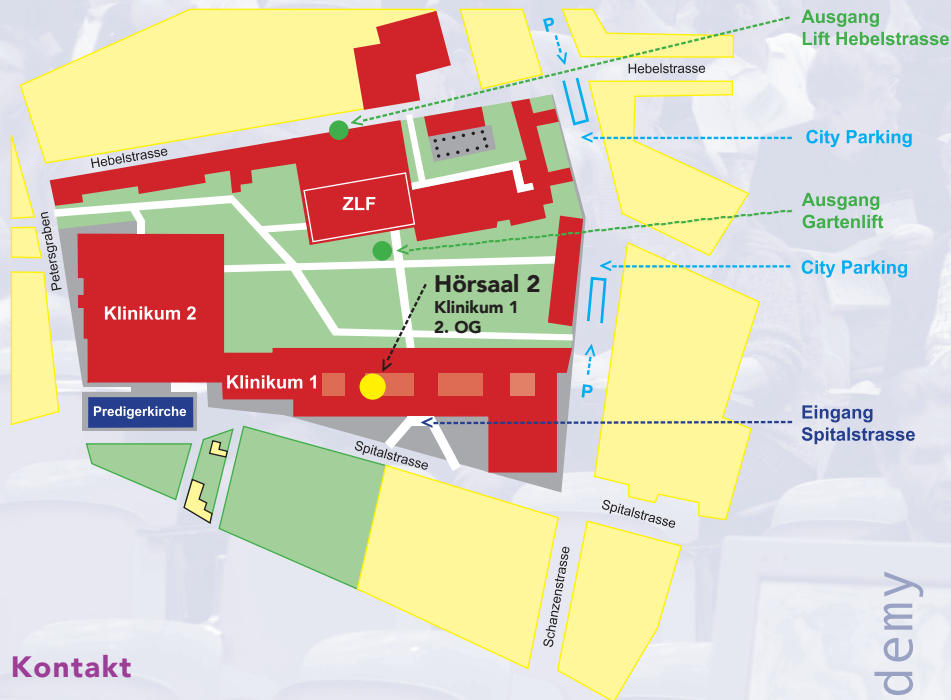 P
Ausgang
Lift Hebelstrasse
Hebelstrasse
City Parking
Hebelstrasse
ZLF
Ausgang
Gartenlift
Petersgraben
City Parking
Hörsaal 2
Klinikum 1
2. OG
Klinikum 2
Klinikum 1
P
Predigerkirche
Eingang
Spitalstrasse
Spitalstrasse
Spitalstrasse
Schanzenstrasse
demy
Kontakt